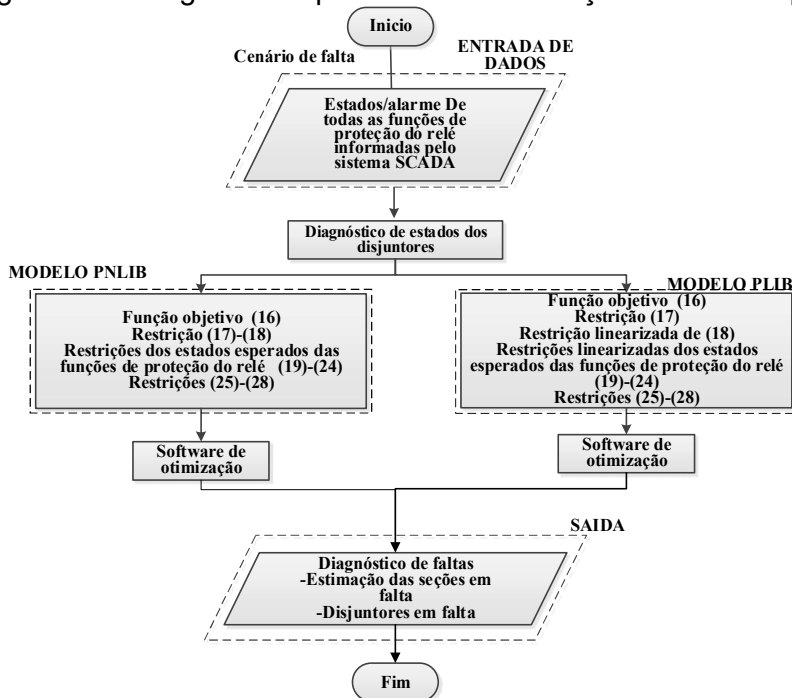 Inicio
Cenário de falta
ENTRADA DE
DADOS
Estados/alarme De
todas as funções de
proteção do relé
informadas pelo
sistema SCADA
Diagnóstico de estados dos
disjuntores
MODELO PNLIB
Função objetivo (16)
Restrição (17)-(18)
Restrições dos estados esperados das
funções de proteção do relé (19)-(24)
Restrições (25)-(28)
MODELO PLIB
Função objetivo (16)
Restrição (17)
Restrição linearizada de (18)
Restrições linearizadas dos estados
esperados das funções de proteção do relé
(19)-(24)
Restrições (25)-(28)
Software de
otimização
Software de
otimização
SAIDA
Diagnóstico de faltas
-Estimação das seções em
falta
-Disjuntores em falta
Fim